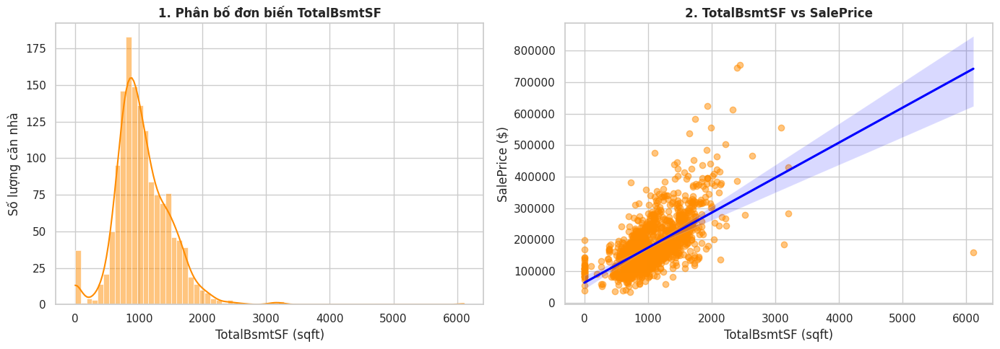 1. Phân bố đơn biến TotalBsmtSF
175
150
125
100
75
50
25
0
Số lượng căn nhà
0 1000 2000 3000 4000 5000 6000
TotalBsmtSF (sqft)
2. TotalBsmtSF vs SalePrice
800000
700000
600000
500000
400000
300000
200000
100000
0
SalePrice ($)
0 1000 2000 3000 4000 5000 6000
TotalBsmtSF (sqft)